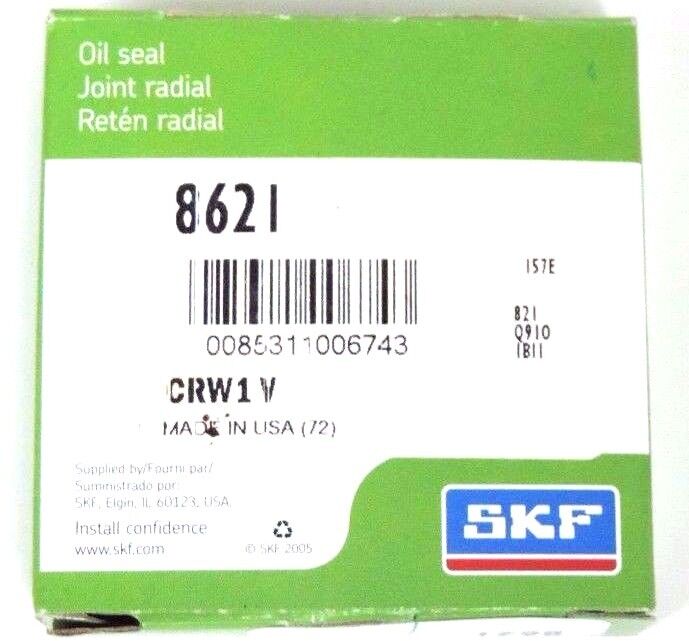 Oil seal
Joint radial
Retén radial
8621
0085311006743
157E
821
Q910
1B11
CRW1 V
MADE IN USA (72)
Supplied by/Fourni par/
Suministrado por:
SKF, Elgin, IL 60123, USA.
Install confidence
www.skf.com
© SKF 2005
SKF